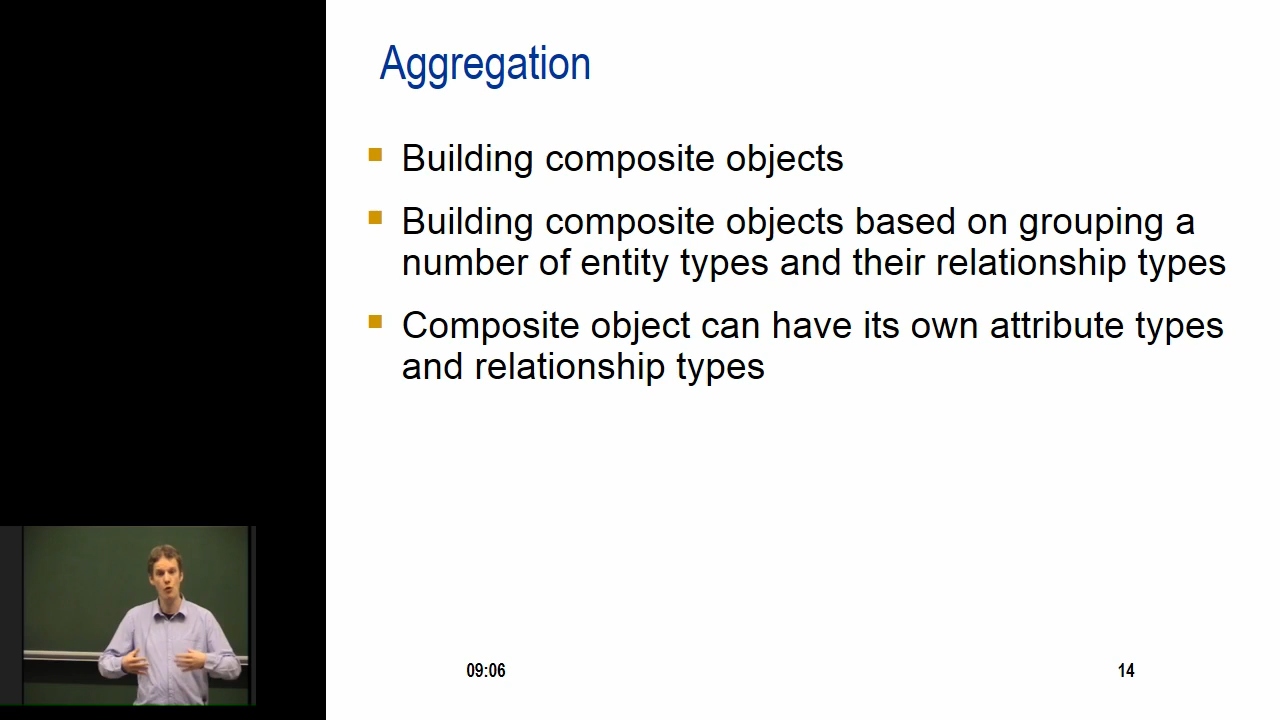 Aggregation
Building composite objects
Building composite objects based on grouping a
number of entity types and their relationship types
Composite object can have its own attribute types
and relationship types
09:06
14